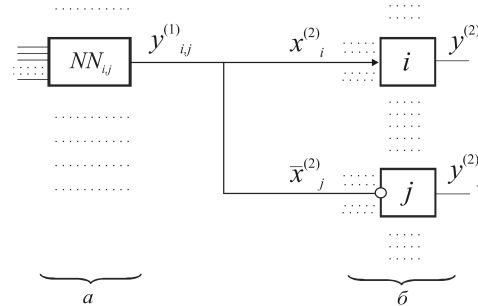 NN_{i,j}
y^{(1)}_{i,j}
x^{(2)}_i
i
y^{(2)}
x̅^{(2)}_j
j
y^{(2)}
а
б